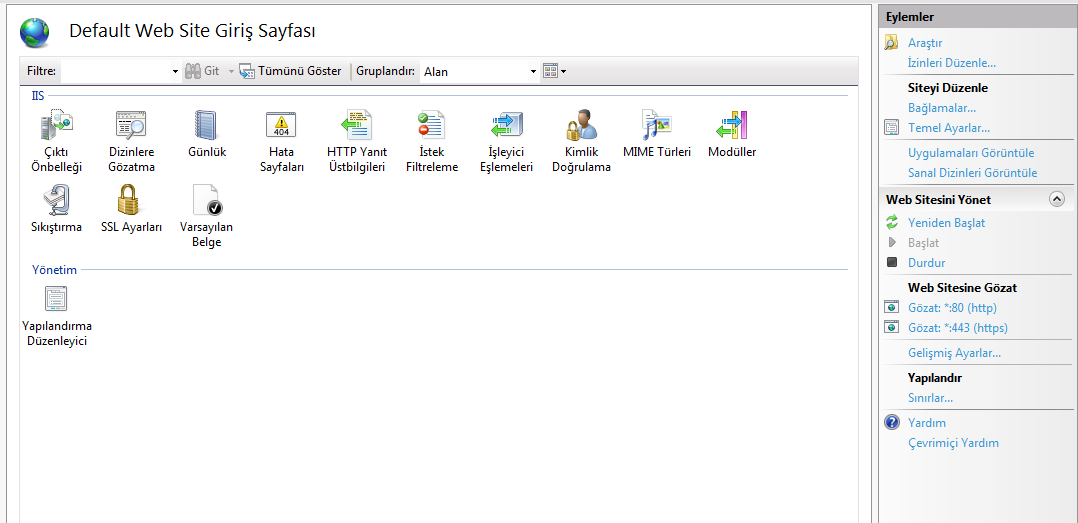 Default Web Site Giriş Sayfası
Filtre: Git Tümünü Göster Gruplandır: Alan
IIS
Çıktı Önbelleği
Dizinlere Gözatma
Günlük
404
Hata Sayfaları
HTTP Yanıt Üstbilgileri
İstek Filtreleme
İşleyici Eşlemeleri
Kimlik Doğrulama
MIME Türleri
Modüller
Sıkıştırma
SSL Ayarları
Varsayılan Belge
Yönetim
Yapılandırma Düzenleyici
Eylemler
Araştır
İzinleri Düzenle...
Siteyi Düzenle
Bağlamalar...
Temel Ayarlar...
Uygulamaları Görüntüle
Sanal Dizinleri Görüntüle
Web Sitesini Yönet
Yeniden Başlat
Başlat
Durdur
Web Sitesine Gözat
Gözat: *:80 (http)
Gözat: *:443 (https)
Gelişmiş Ayarlar...
Yapılandır
Sınırlar...
Yardım
Çevrimiçi Yardım